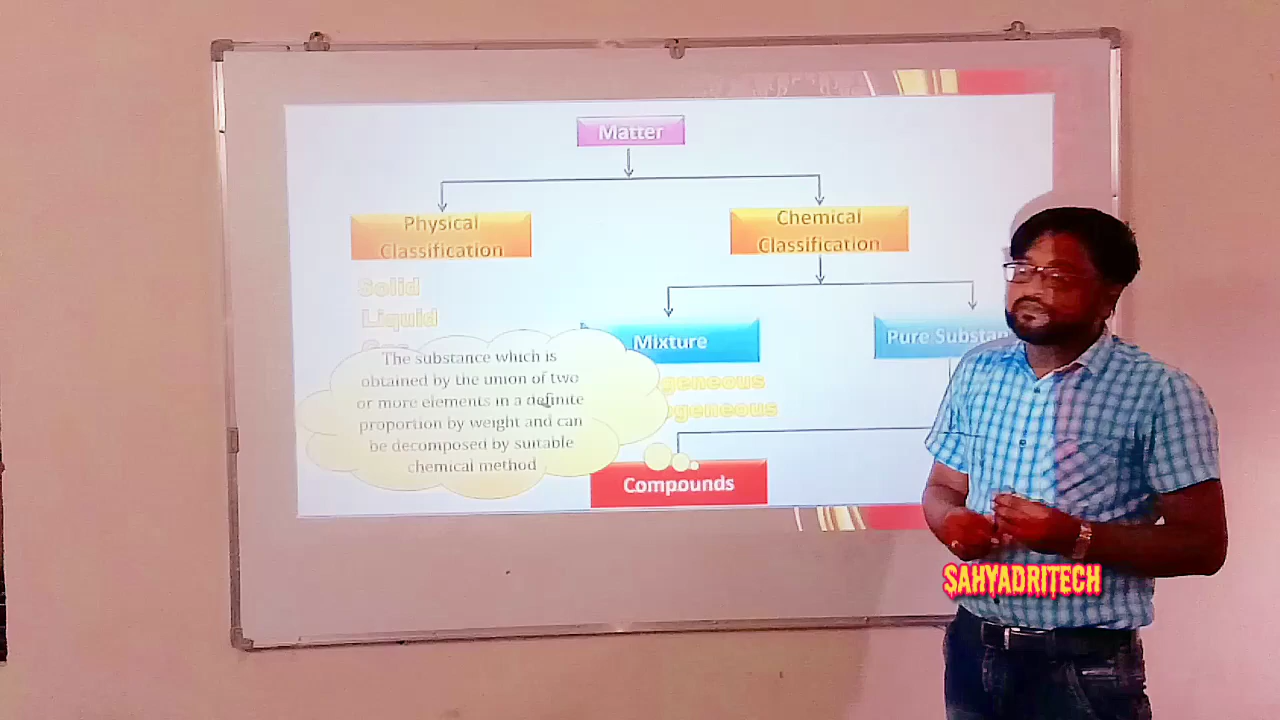 Matter
Physical
Classification
Chemical
Classification
Solid
Liquid
Mixture
Pure Substan
geneous
geneous
The substance which is
obtained by the union of two
or more elements in a definite
proportion by weight and can
be decomposed by suitable
chemical method
Compounds
SAHYADRITECH